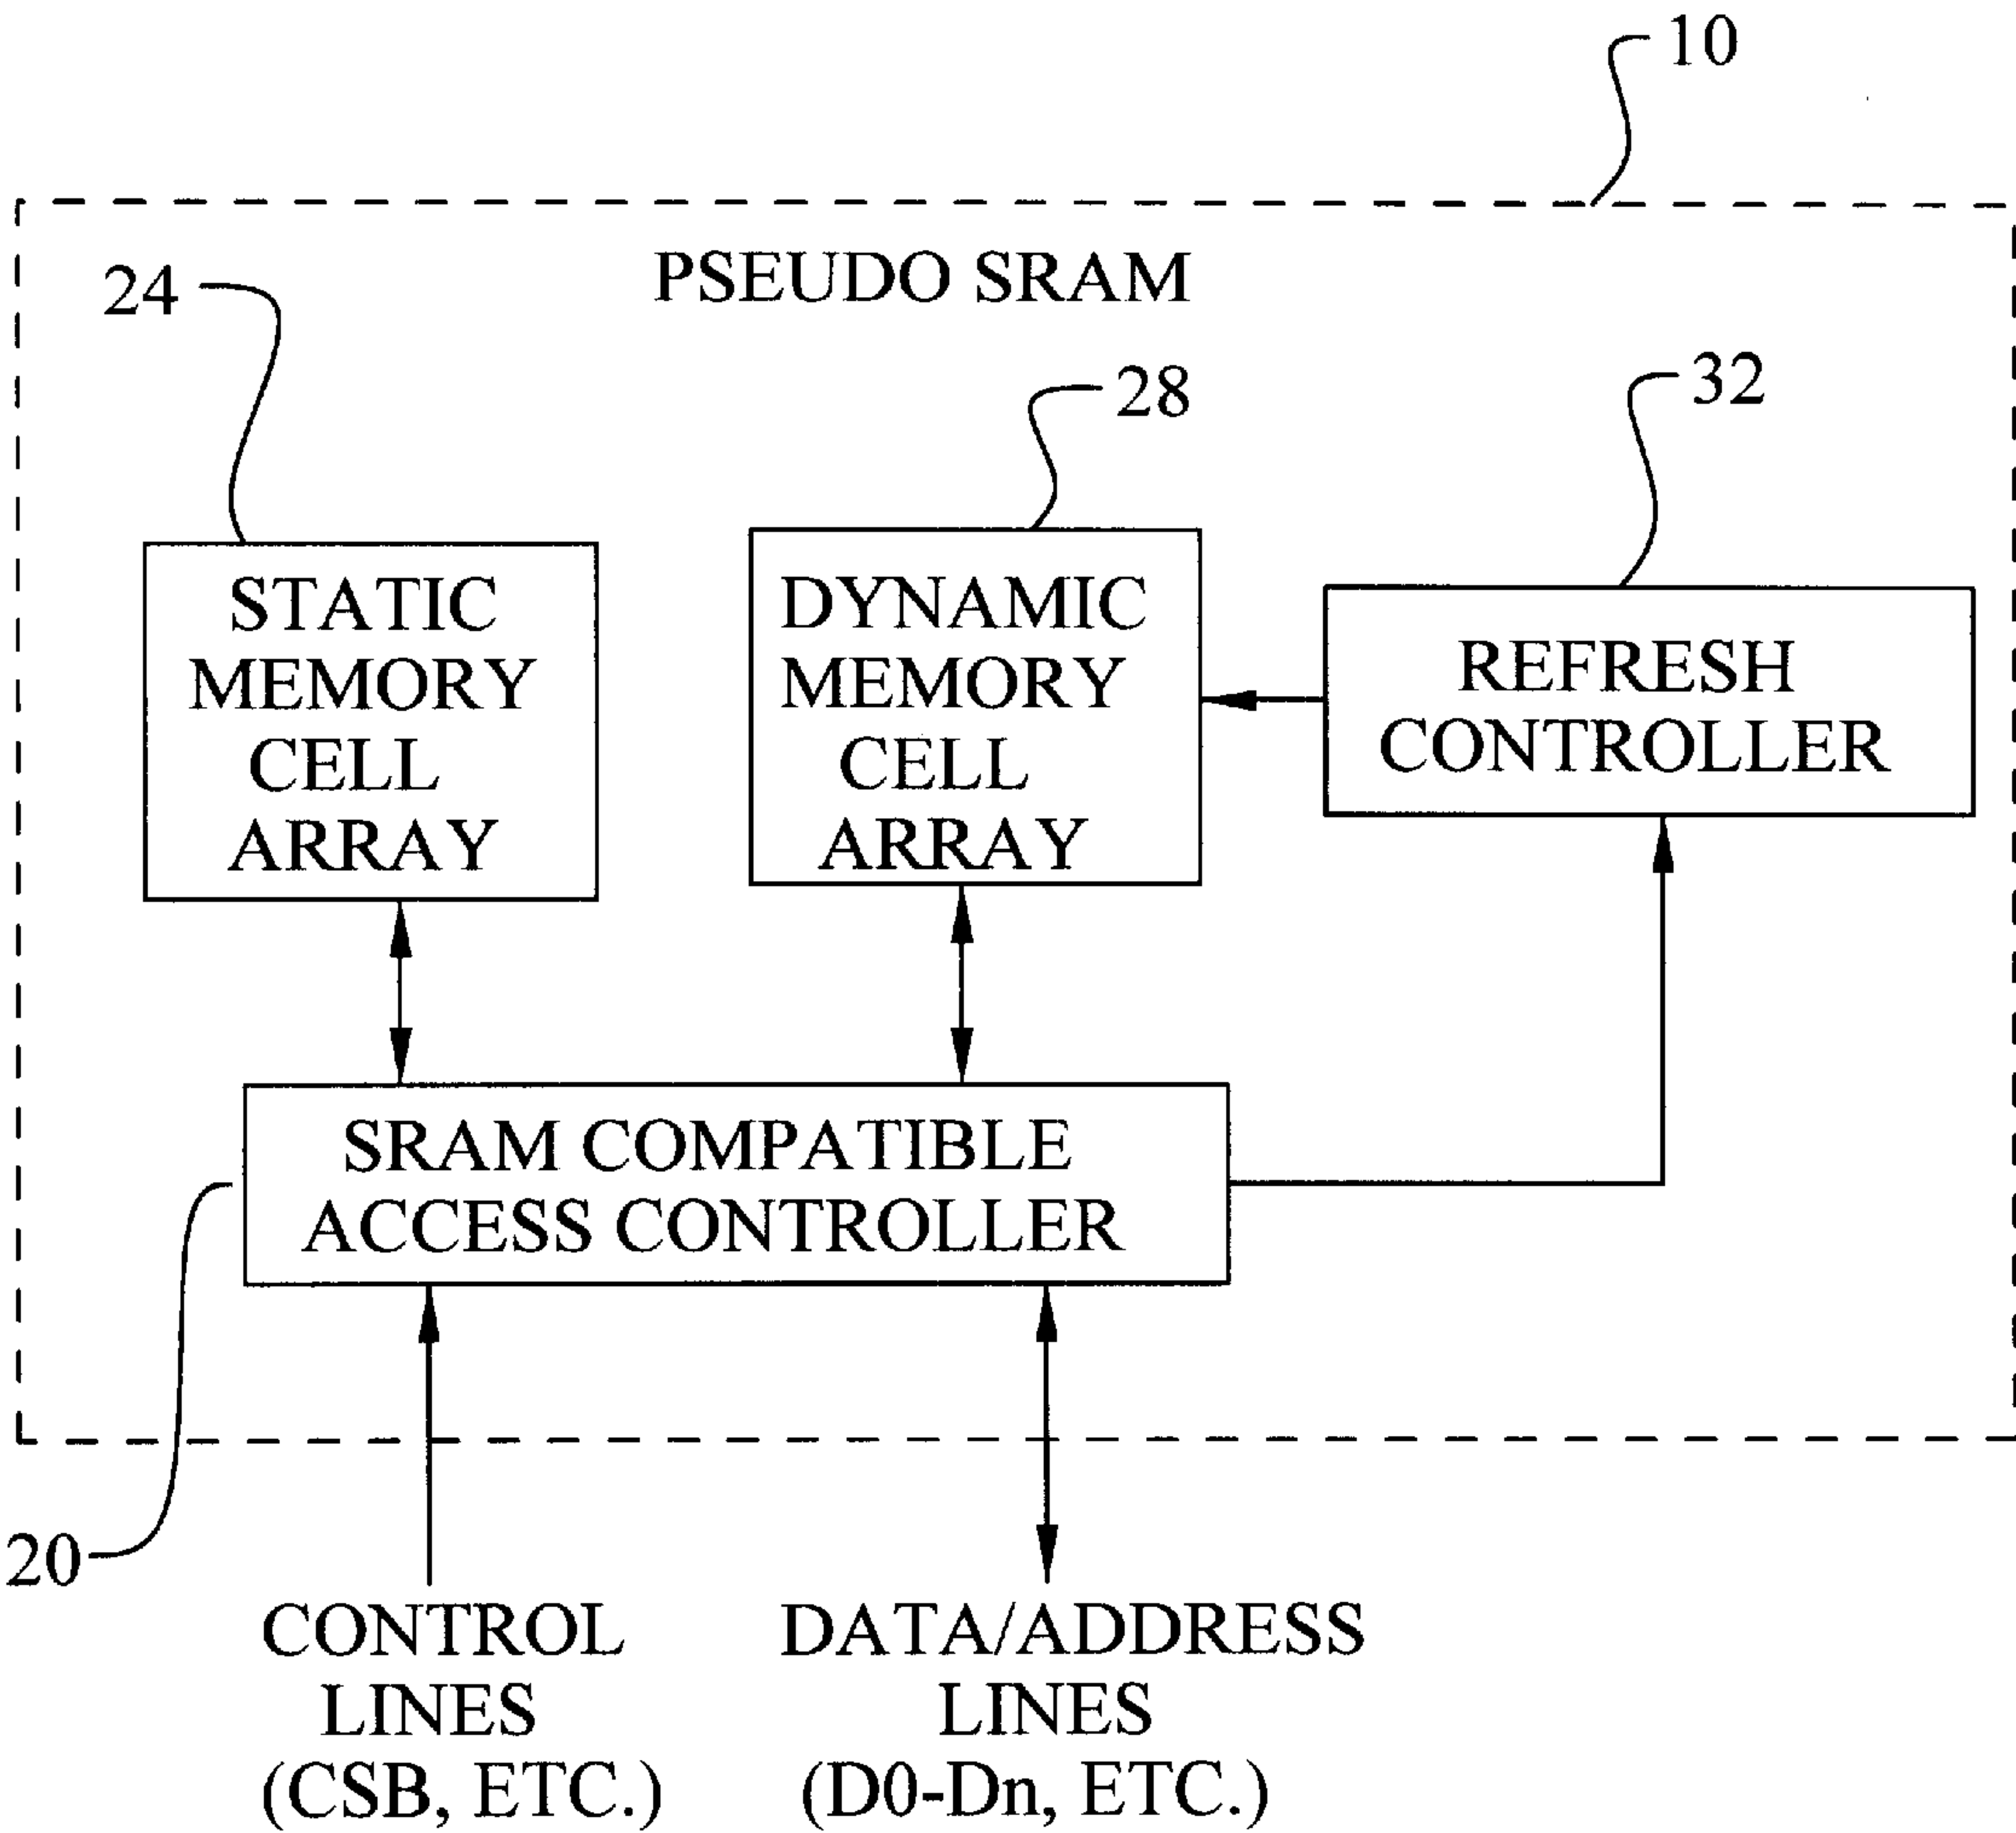 10
PSEUDO SRAM
24
28
32
STATIC
MEMORY
CELL
ARRAY
DYNAMIC
MEMORY
CELL
ARRAY
REFRESH
CONTROLLER
SRAM COMPATIBLE
ACCESS CONTROLLER
20
CONTROL
LINES
(CSB, ETC.)
DATA/ADDRESS
LINES
(D0-Dn, ETC.)